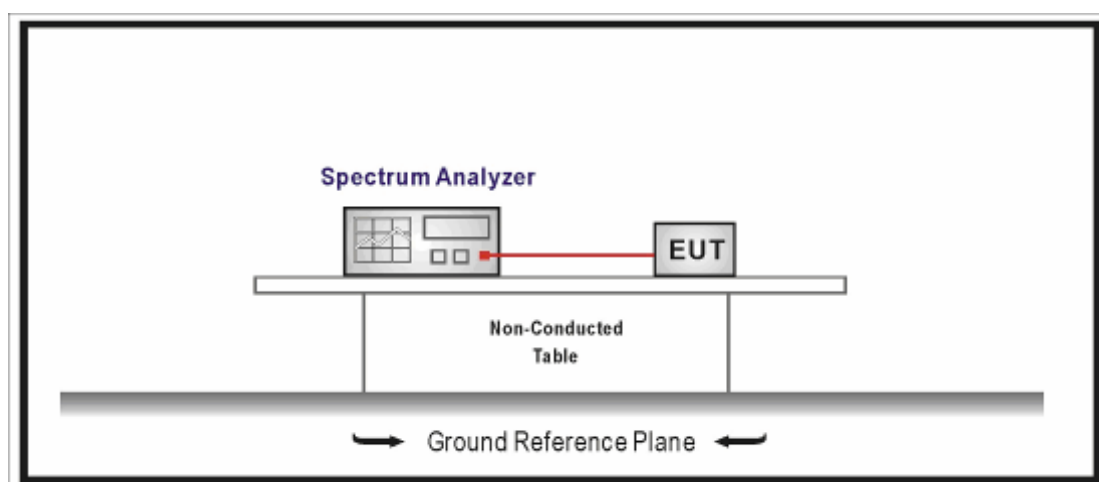 Spectrum Analyzer
EUT
Non-Conducted
Table
Ground Reference Plane